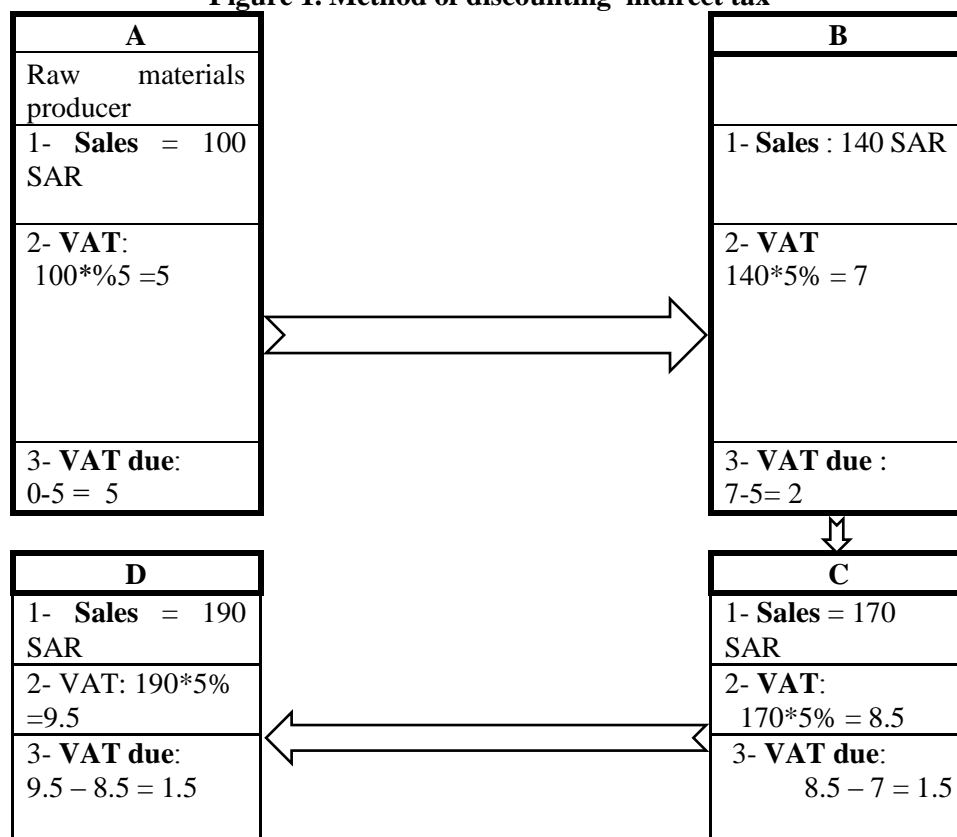 Figure 1. Method of discounting indirect tax
A
Raw materials
producer
1- Sales = 100
SAR
2- VAT:
100*%5 =5
3- VAT due:
0-5 = 5
B
1- Sales : 140 SAR
2- VAT
140*5% = 7
3- VAT due :
7-5= 2
C
1- Sales = 170
SAR
2- VAT:
170*5% = 8.5
3- VAT due:
8.5 – 7 = 1.5
D
1- Sales = 190
SAR
2- VAT: 190*5%
=9.5
3- VAT due:
9.5 – 8.5 = 1.5